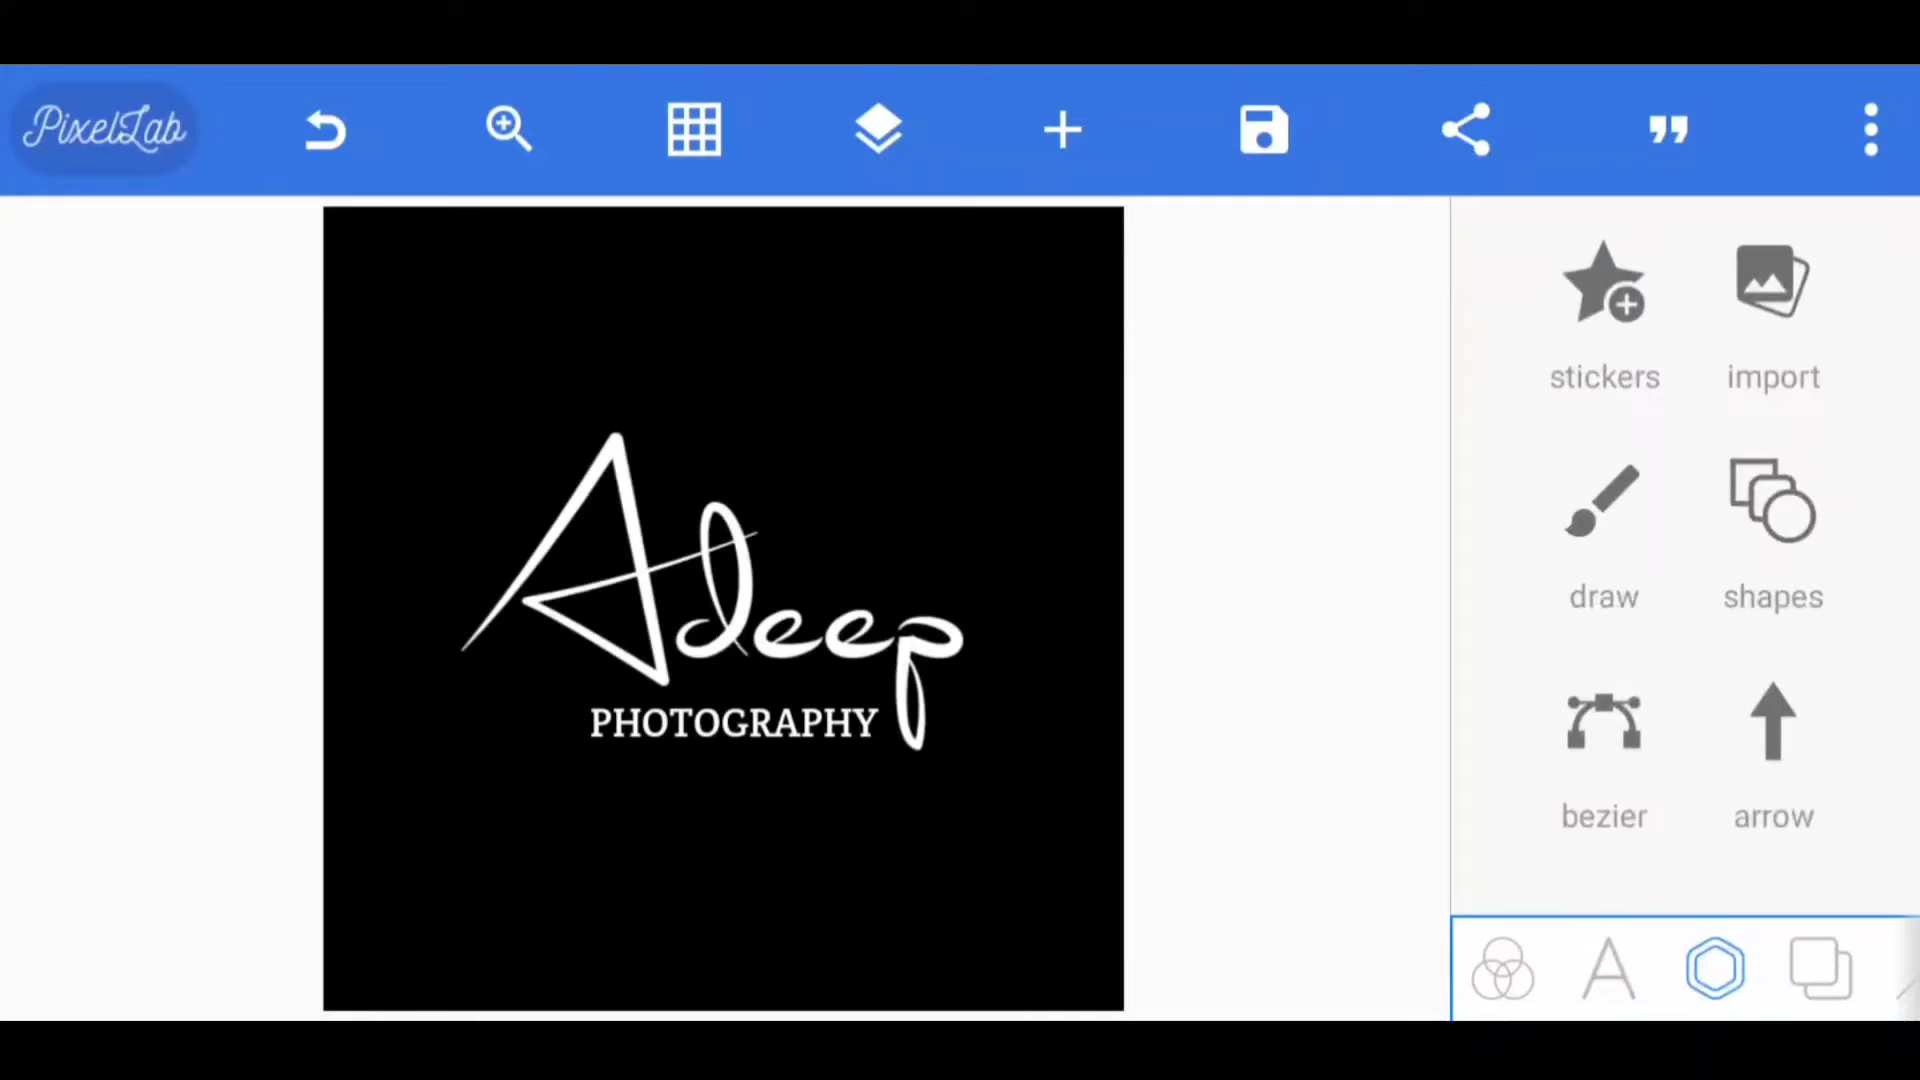 PixelLab
stickers import
Adeep
draw shapes
PHOTOGRAPHY
bezier arrow